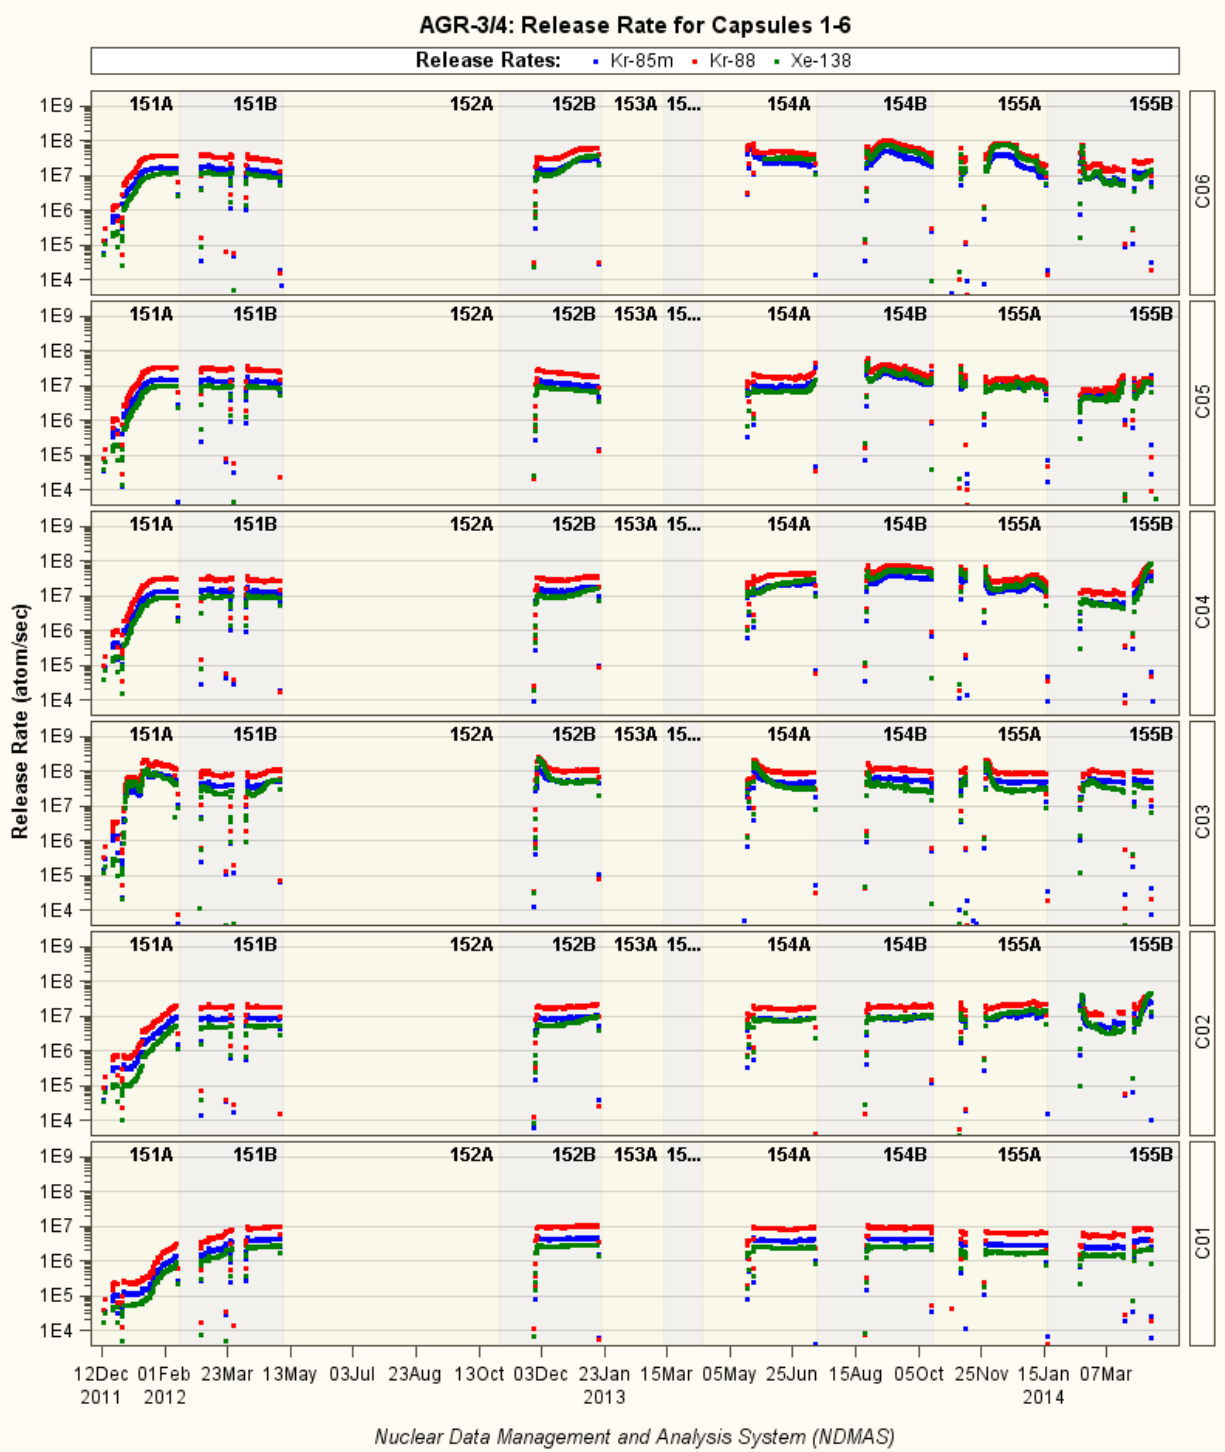 AGR-3/4: Release Rate for Capsules 1-6
Release Rates: Kr-85m Kr-88 Xe-138
151A 151B 152A 152B 153A 15... 154A 154B 155A 155B
1E9
1E8
1E7
1E6
1E5
1E4
C06
151A 151B 152A 152B 153A 15... 154A 154B 155A 155B
1E9
1E8
1E7
1E6
1E5
1E4
C05
151A 151B 152A 152B 153A 15... 154A 154B 155A 155B
1E9
1E8
1E7
1E6
1E5
1E4
C04
Release Rate (atom/sec)
151A 151B 152A 152B 153A 15... 154A 154B 155A 155B
1E9
1E8
1E7
1E6
1E5
1E4
C03
151A 151B 152A 152B 153A 15... 154A 154B 155A 155B
1E9
1E8
1E7
1E6
1E5
1E4
C02
151A 151B 152A 152B 153A 15... 154A 154B 155A 155B
1E9
1E8
1E7
1E6
1E5
1E4
C01
12Dec 01Feb 23Mar 13May 03Jul 23Aug 13Oct 03Dec 23Jan 15Mar 05May 25Jun 15Aug 05Oct 25Nov 15Jan 07Mar
2011 2012 2013 2014
Nuclear Data Management and Analysis System (NDMAS)